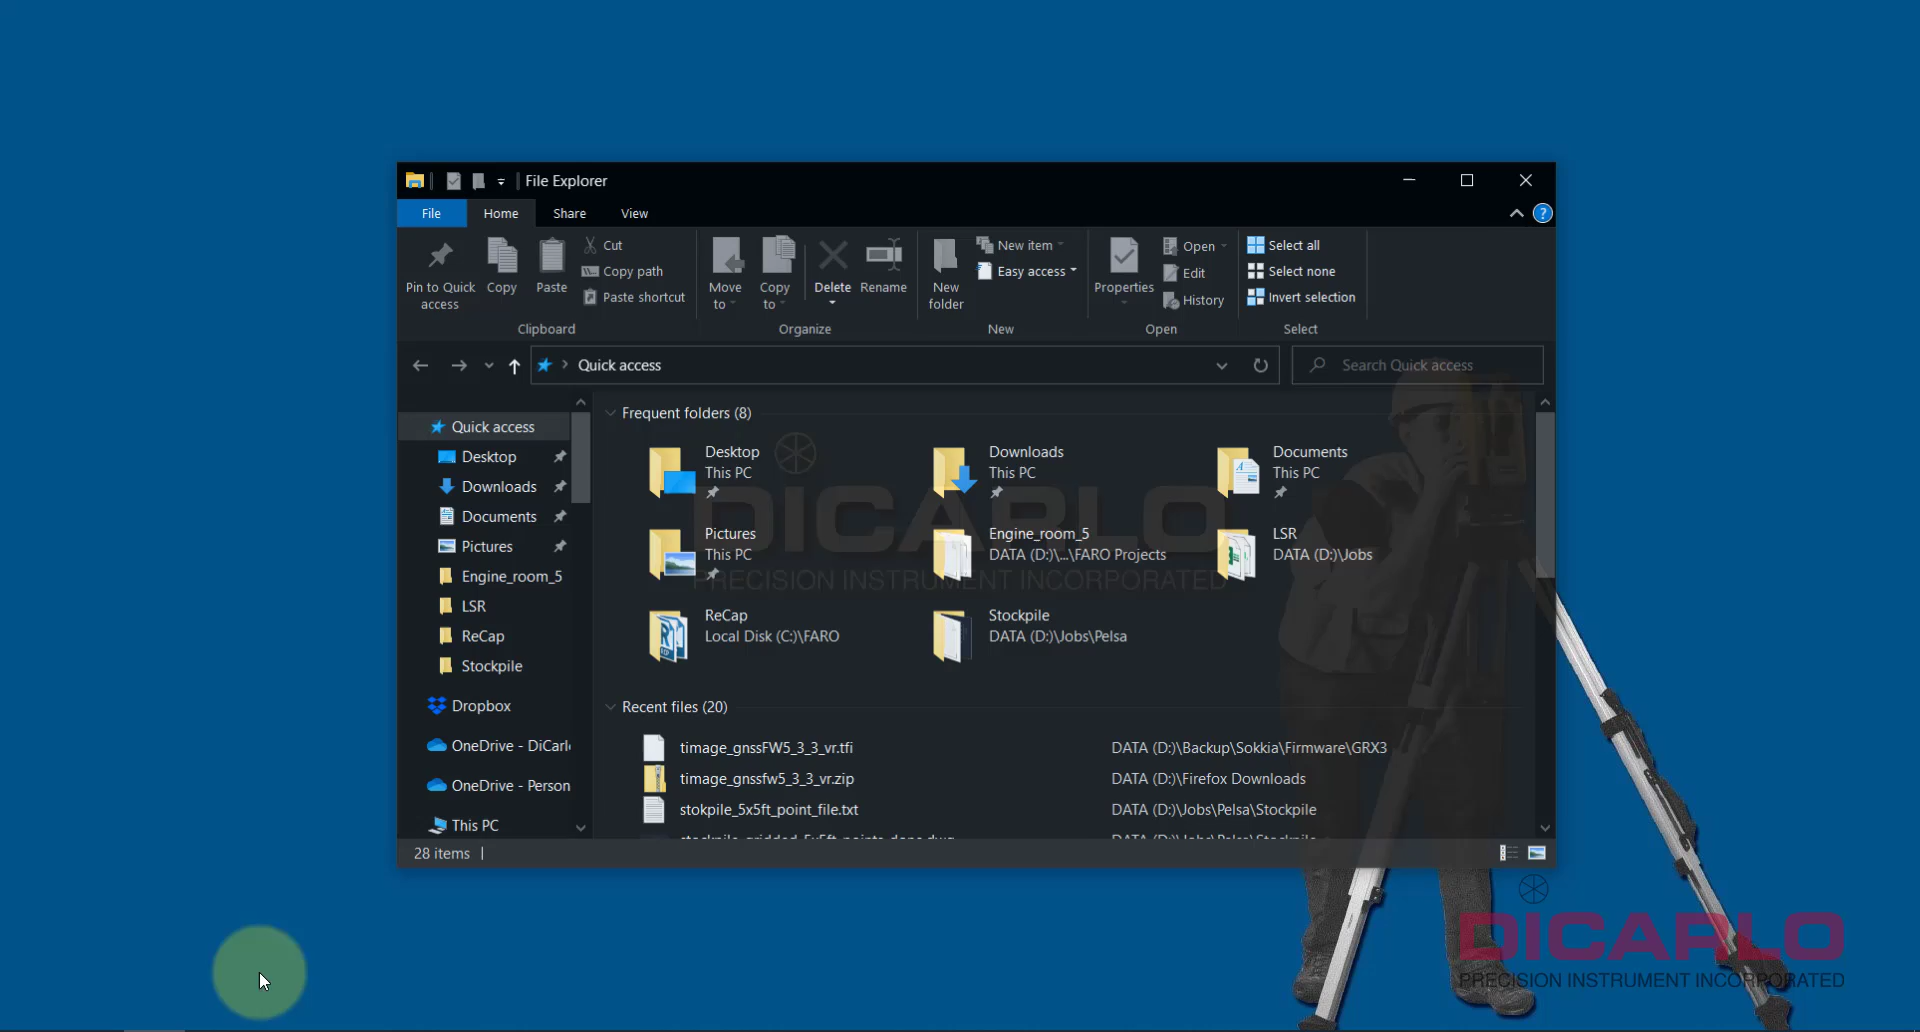 File Explorer
File Home Share View
Pin to Quick access
Copy
Paste
Cut
Copy path
Paste shortcut
Clipboard
Move to
Copy to
Delete
Rename
Organize
New folder
New item
Easy access
New
Properties
Open
Edit
History
Open
Select all
Select none
Invert selection
Select
Quick access
Search Quick access
Quick access
Desktop
Downloads
Documents
Pictures
Engine_room_5
LSR
ReCap
Stockpile
Dropbox
OneDrive - DiCarl
OneDrive - Person
This PC
Frequent folders (8)
Desktop
This PC
Downloads
This PC
Documents
This PC
Pictures
This PC
Engine_room_5
DATA (D:)\...\FARO Projects
LSR
DATA (D:)\Jobs
ReCap
Local Disk (C:)\FARO
Stockpile
DATA (D:)\Jobs\Pelsa
DICARLO
PRECISION INSTRUMENT INCORPORATED
Recent files (20)
timage_gnssFW5_3_3_vr.tfi DATA (D:)\Backup\Sokkia\Firmware\GRX3
timage_gnssfw5_3_3_vr.zip DATA (D:)\Firefox Downloads
stokpile_5x5ft_point_file.txt DATA (D:)\Jobs\Pelsa\Stockpile
28 items
DICARLO
PRECISION INSTRUMENT INCORPORATED